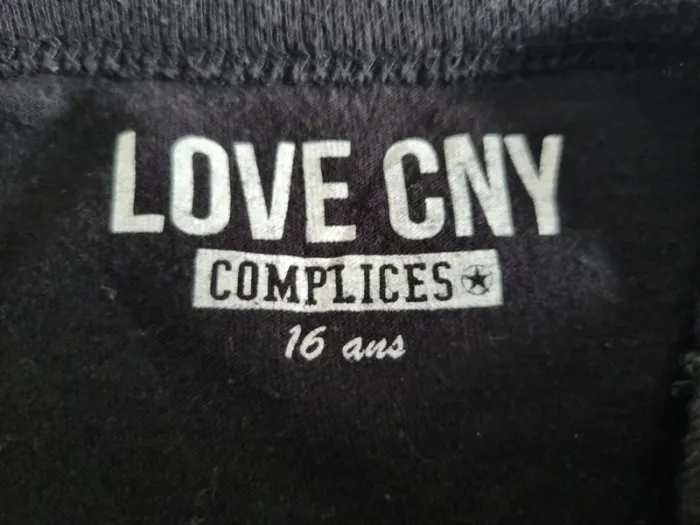 LOVE CNY
COMPLICES
16 ans